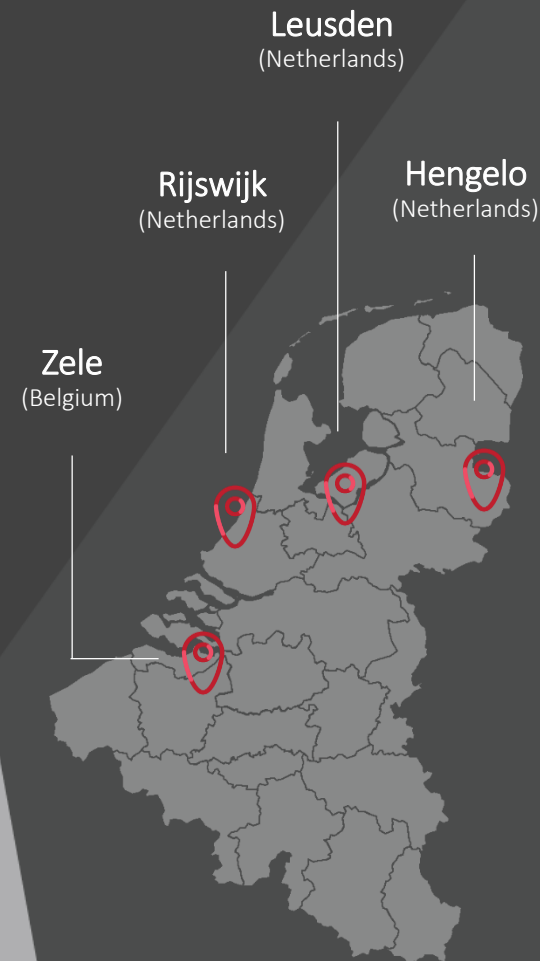 Leusden
(Netherlands)
Rijswijk
(Netherlands)
Hengelo
(Netherlands)
Zele
(Belgium)